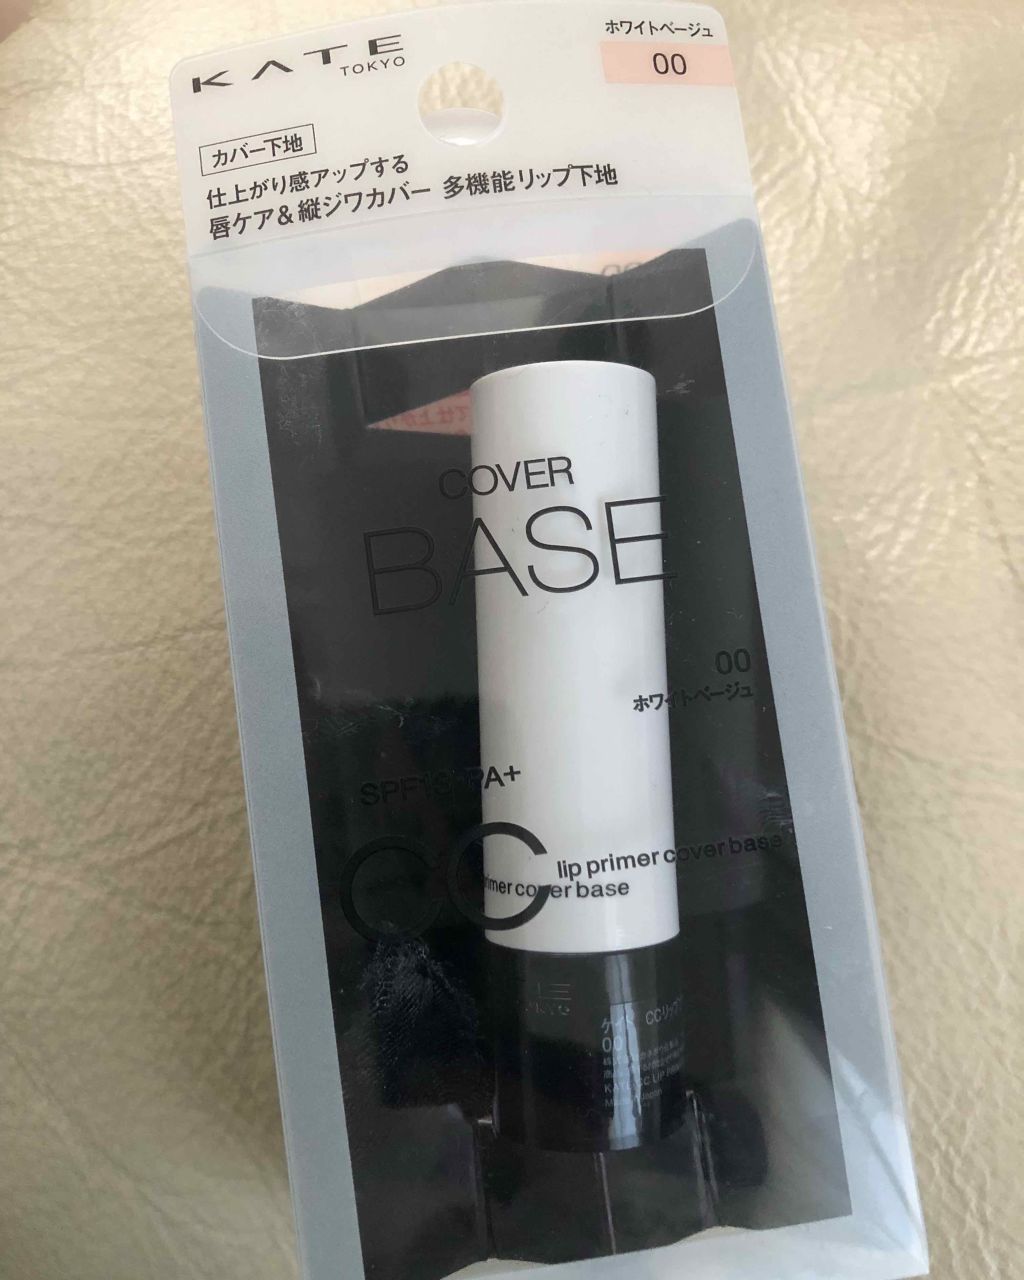 KATE
TOKYO
ホワイトベージュ
00
カバー下地
仕上がり感アップする
唇ケア&縦ジワカバー 多機能リップ下地
COVER
BASE
00
ホワイトベージュ
PA+
CC
lip primer cover base
primer cover base
00